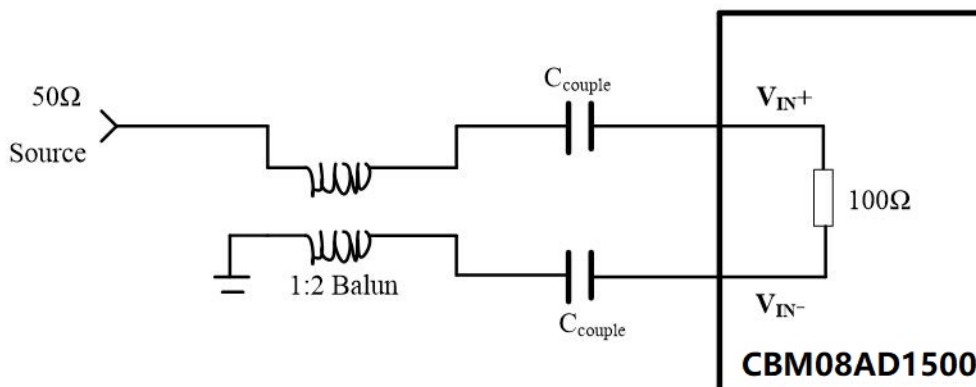 50Ω
Source
C_couple
V_IN+
100Ω
1:2 Balun
C_couple
V_IN-
CBM08AD1500